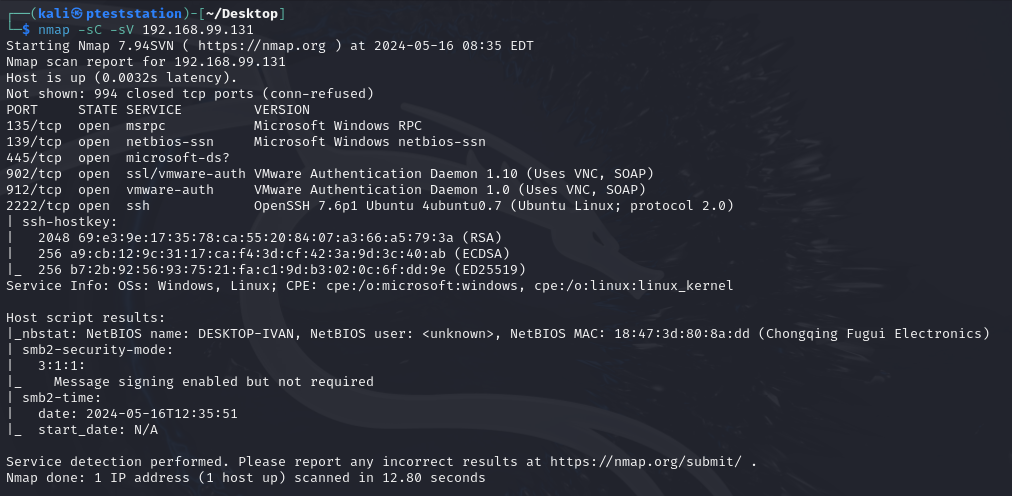 ┌──(kali㉿pteststation)-[~/Desktop]
└─$ nmap -sC -sV 192.168.99.131
Starting Nmap 7.94SVN ( https://nmap.org ) at 2024-05-16 08:35 EDT
Nmap scan report for 192.168.99.131
Host is up (0.0032s latency).
Not shown: 994 closed tcp ports (conn-refused)
PORT     STATE SERVICE         VERSION
135/tcp  open  msrpc           Microsoft Windows RPC
139/tcp  open  netbios-ssn     Microsoft Windows netbios-ssn
445/tcp  open  microsoft-ds?
902/tcp  open  ssl/vmware-auth VMware Authentication Daemon 1.10 (Uses VNC, SOAP)
912/tcp  open  vmware-auth     VMware Authentication Daemon 1.0 (Uses VNC, SOAP)
2222/tcp open  ssh             OpenSSH 7.6p1 Ubuntu 4ubuntu0.7 (Ubuntu Linux; protocol 2.0)
| ssh-hostkey:
|   2048 69:e3:9e:17:35:78:ca:55:20:84:07:a3:66:a5:79:3a (RSA)
|   256 a9:cb:12:9c:31:17:ca:f4:3d:cf:42:3a:9d:3c:40:ab (ECDSA)
|_  256 b7:2b:92:56:93:75:21:fa:c1:9d:b3:02:0c:6f:dd:9e (ED25519)
Service Info: OSs: Windows, Linux; CPE: cpe:/o:microsoft:windows, cpe:/o:linux:linux_kernel

Host script results:
|_nbstat: NetBIOS name: DESKTOP-IVAN, NetBIOS user: <unknown>, NetBIOS MAC: 18:47:3d:80:8a:dd (Chongqing Fugui Electronics)
| smb2-security-mode:
|   3:1:1:
|_    Message signing enabled but not required
| smb2-time:
|   date: 2024-05-16T12:35:51
|_  start_date: N/A

Service detection performed. Please report any incorrect results at https://nmap.org/submit/ .
Nmap done: 1 IP address (1 host up) scanned in 12.80 seconds